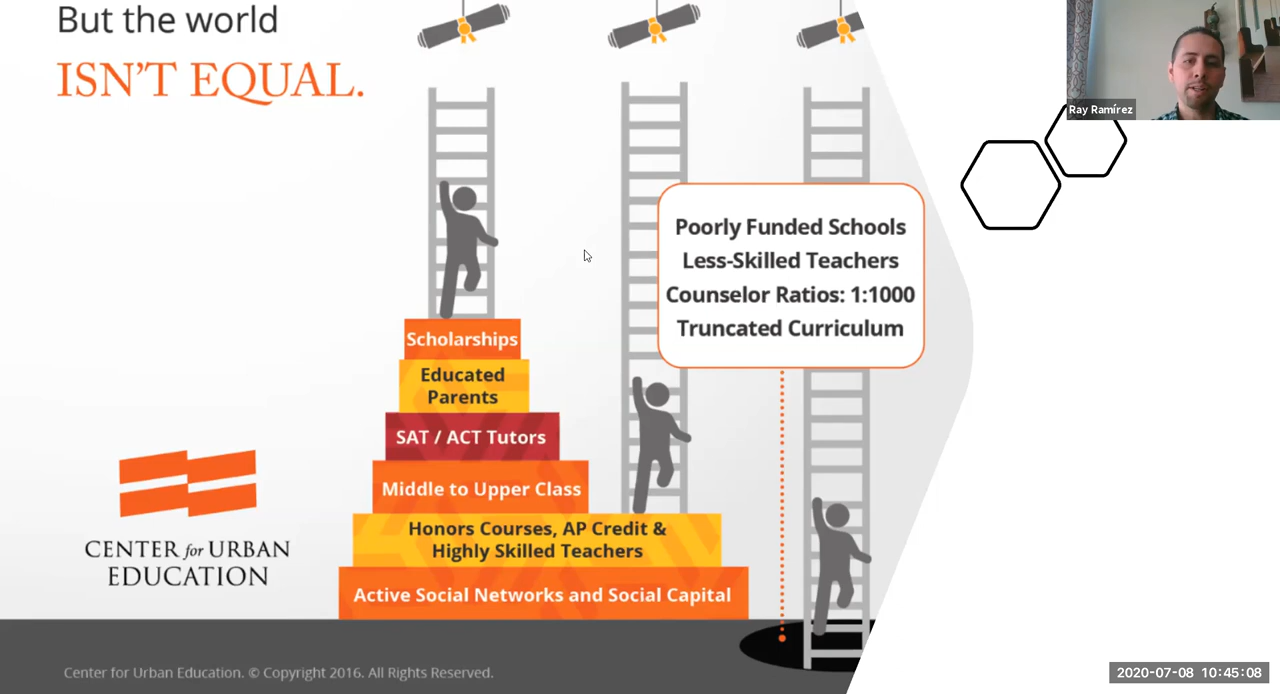 But the world
ISN'T EQUAL.
Ray Ramírez
Poorly Funded Schools
Less-Skilled Teachers
Counselor Ratios: 1:1000
Truncated Curriculum
Scholarships
Educated
Parents
SAT / ACT Tutors
Middle to Upper Class
Honors Courses, AP Credit &
Highly Skilled Teachers
Active Social Networks and Social Capital
CENTER for URBAN
EDUCATION
Center for Urban Education. © Copyright 2016. All Rights Reserved.
2020-07-08 10:45:08